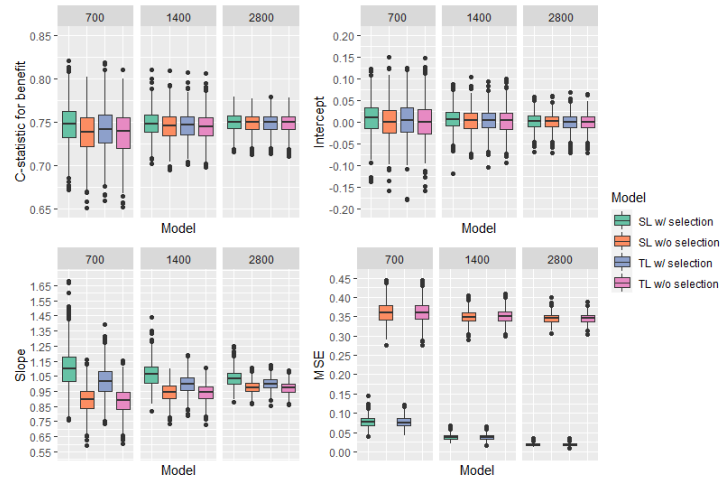 700 1400 2800
C-statistic for benefit
0.85
0.80
0.75
0.70
0.65
Model
700 1400 2800
Intercept
0.20
0.15
0.10
0.05
0.00
-0.05
-0.10
-0.15
-0.20
Model
700 1400 2800
Slope
1.65
1.55
1.45
1.35
1.25
1.15
1.05
0.95
0.85
0.75
0.65
0.55
Model
700 1400 2800
MSE
0.45
0.40
0.35
0.30
0.25
0.20
0.15
0.10
0.05
0.00
Model
Model
SL w/ selection
SL w/o selection
TL w/ selection
TL w/o selection